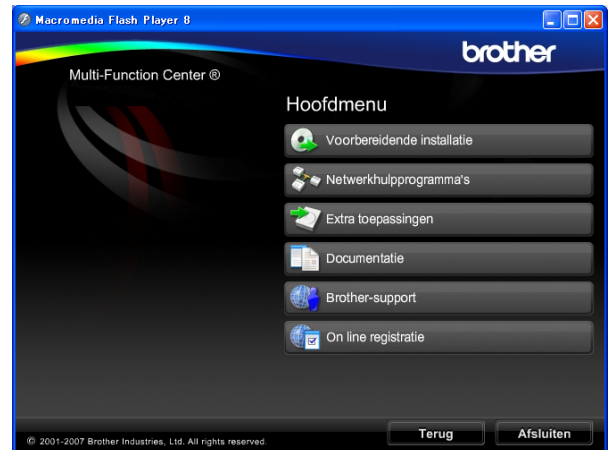 Macromedia Flash Player 8
brother
Multi-Function Center ®
Hoofdmenu
Voorbereidende installatie
Netwerkhulpprogramma's
Extra toepassingen
Documentatie
Brother-support
On line registratie
© 2001-2007 Brother Industries, Ltd. All rights reserved.
Terug
Afsluiten